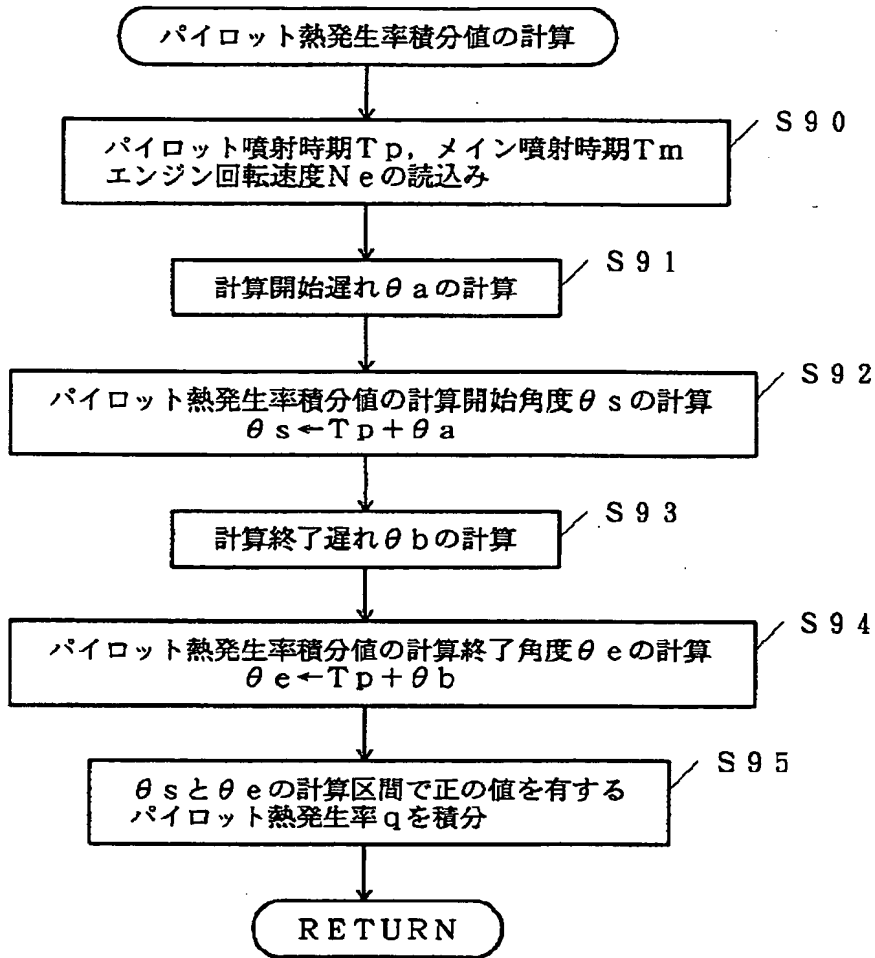 パイロット熱発生率積分値の計算
S90
パイロット噴射時期Tp，メイン噴射時期Tm
エンジン回転速度Neの読込み
S91
計算開始遅れθaの計算
S92
パイロット熱発生率積分値の計算開始角度θsの計算
θs←Tp＋θa
S93
計算終了遅れθbの計算
S94
パイロット熱発生率積分値の計算終了角度θeの計算
θe←Tp＋θb
S95
θsとθeの計算区間で正の値を有する
パイロット熱発生率qを積分
RETURN